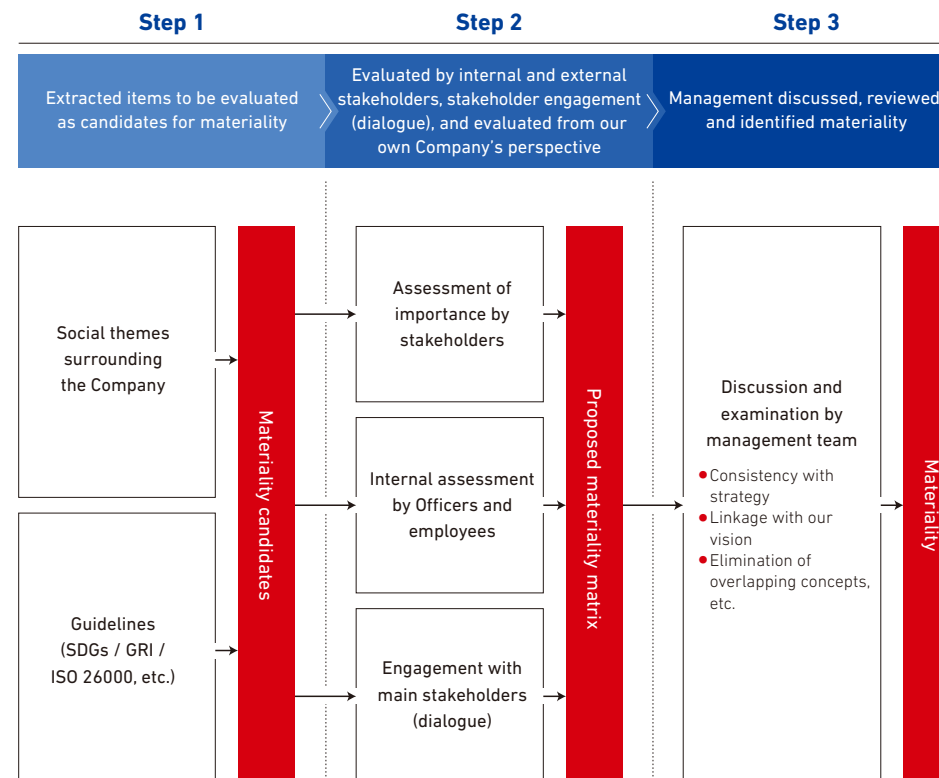 Step 1
Step 2
Step 3
Extracted items to be evaluated
as candidates for materiality
Evaluated by internal and external
stakeholders, stakeholder engagement
(dialogue), and evaluated from our
own Company's perspective
Management discussed, reviewed
and identified materiality
Social themes
surrounding
the Company
Guidelines
(SDGs / GRI /
ISO 26000, etc.)
Materiality candidates
Assessment of
importance by
stakeholders
Internal assessment
by Officers and
employees
Engagement with
main stakeholders
(dialogue)
Proposed materiality matrix
Discussion and
examination by
management team
●Consistency with
strategy
●Linkage with our
vision
●Elimination of
overlapping concepts,
etc.
Materiality